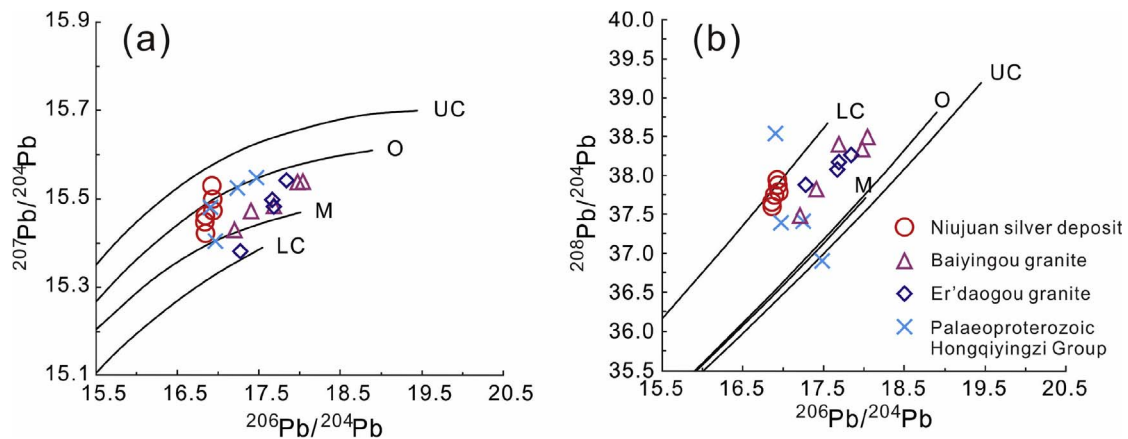 (a)
15.9
15.7
15.5
15.3
15.1
²⁰⁷Pb/²⁰⁴Pb
UC
O
M
LC
15.5 16.5 17.5 18.5 19.5 20.5
²⁰⁶Pb/²⁰⁴Pb
(b)
40.0
39.5
39.0
38.5
38.0
37.5
37.0
36.5
36.0
35.5
²⁰⁸Pb/²⁰⁴Pb
UC
LC
O
M
Niujuan silver deposit
Baiyingou granite
Er'daogou granite
Palaeoproterozoic
Hongqiyingzi Group
15.5 16.5 17.5 18.5 19.5 20.5
²⁰⁶Pb/²⁰⁴Pb